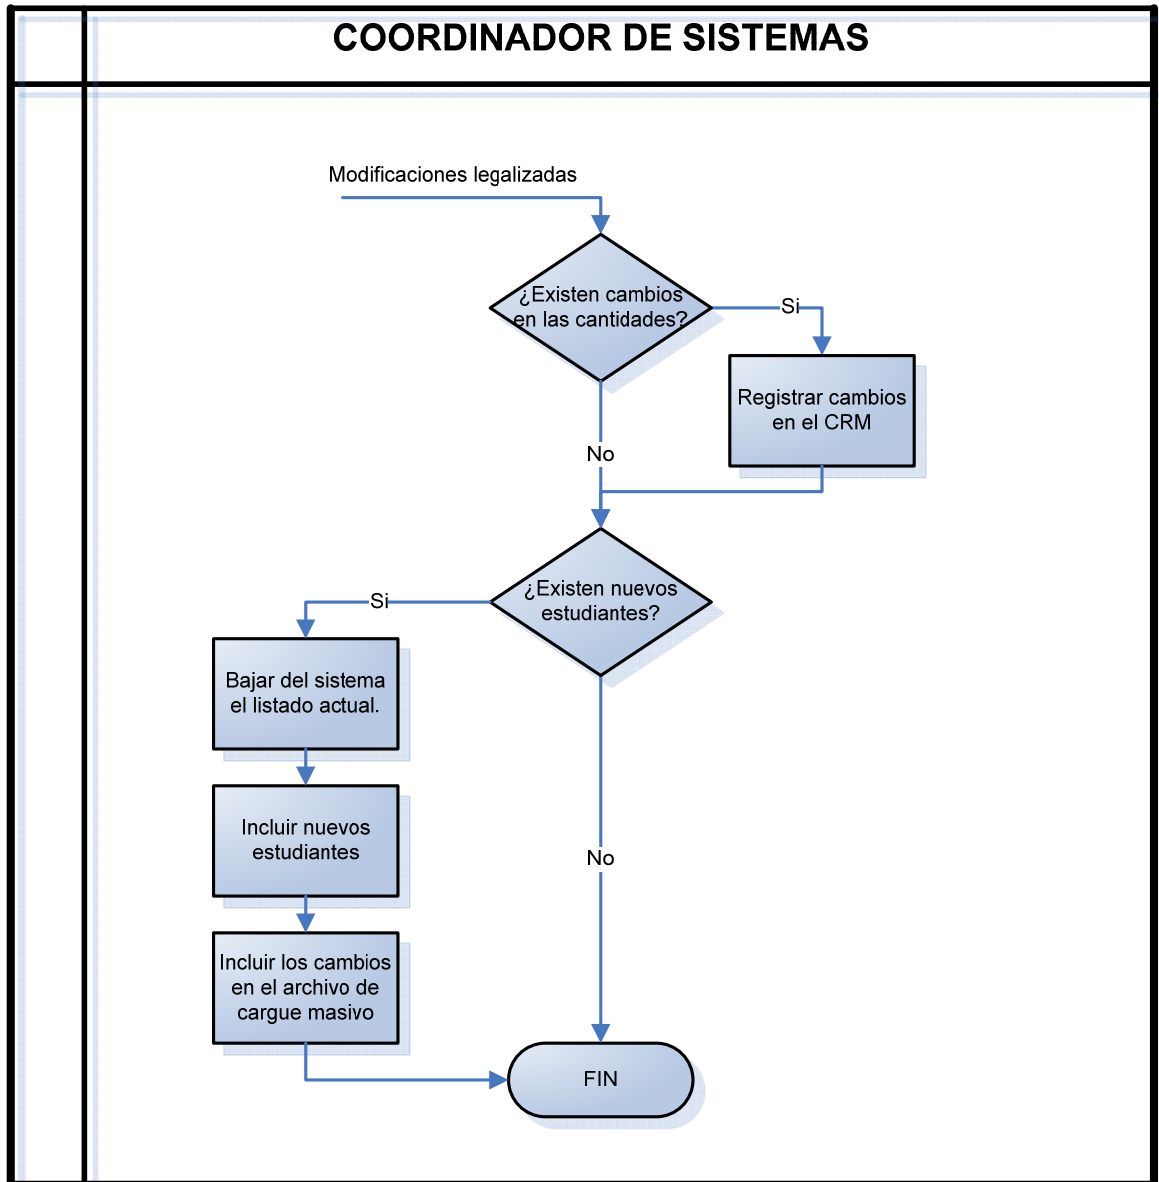 COORDINADOR DE SISTEMAS
Modificaciones legalizadas
¿Existen cambios
en las cantidades?
Si
Registrar cambios
en el CRM
No
¿Existen nuevos
estudiantes?
Si
Bajar del sistema
el listado actual.
Incluir nuevos
estudiantes
No
Incluir los cambios
en el archivo de
cargue masivo
FIN